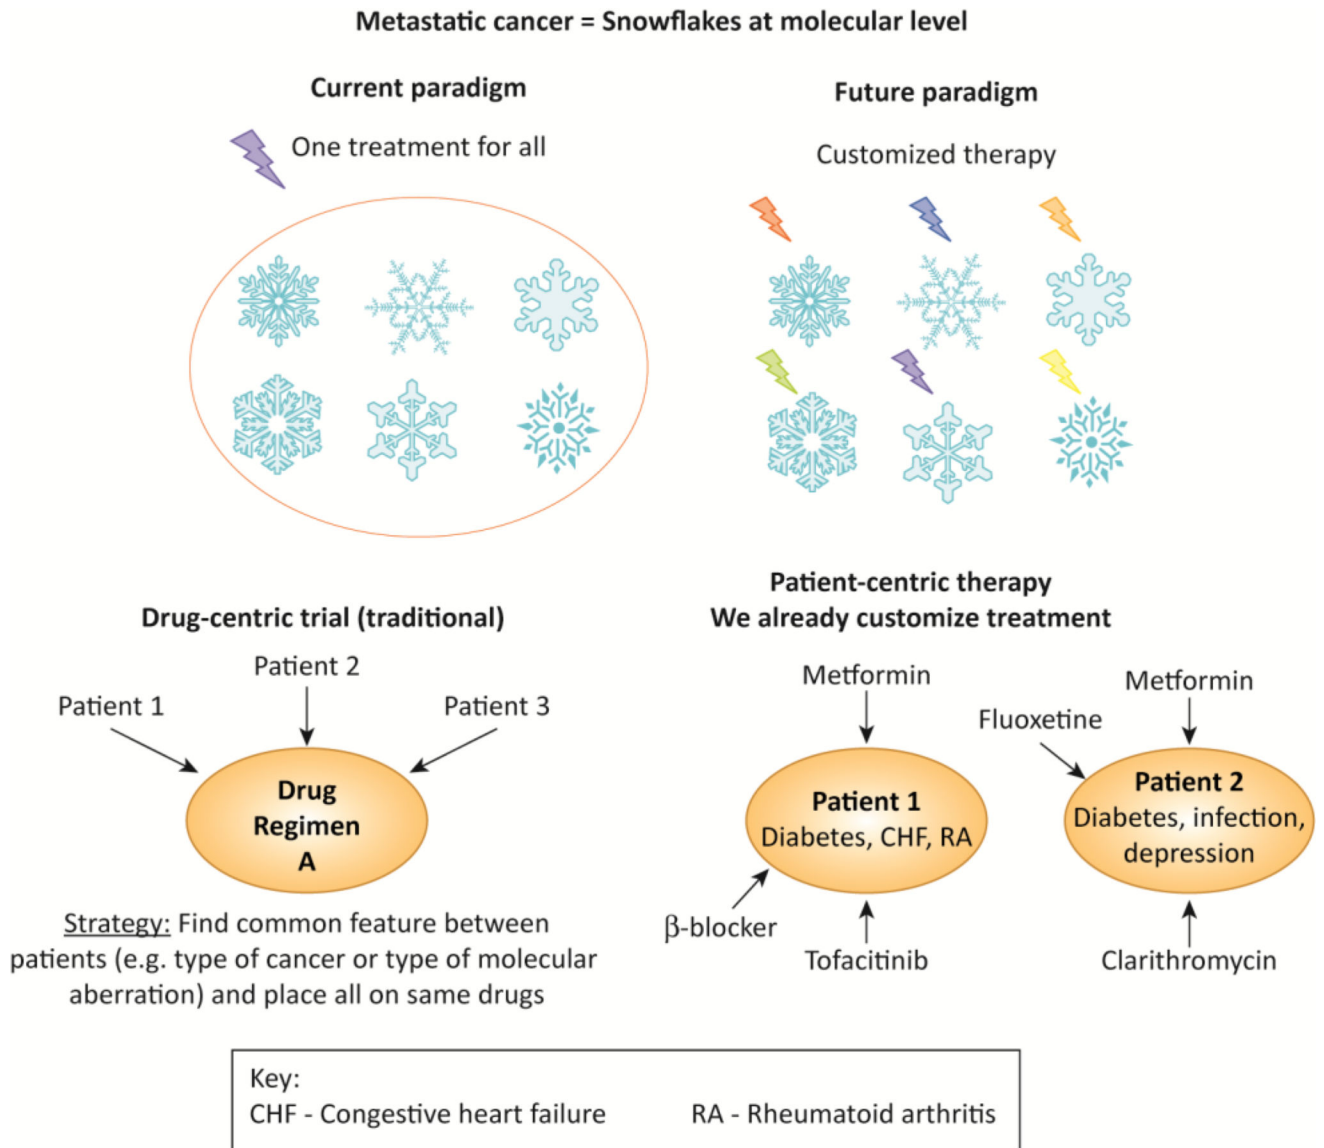 Metastatic cancer = Snowflakes at molecular level
Current paradigm
One treatment for all
Future paradigm
Customized therapy
Drug-centric trial (traditional)
Patient 1
Patient 2
Patient 3
Drug
Regimen
A
Strategy: Find common feature between
patients (e.g. type of cancer or type of molecular
aberration) and place all on same drugs
Patient-centric therapy
We already customize treatment
Metformin
Patient 1
Diabetes, CHF, RA
β-blocker
Tofacitinib
Metformin
Fluoxetine
Patient 2
Diabetes, infection,
depression
Clarithromycin
Key:
CHF - Congestive heart failure
RA - Rheumatoid arthritis